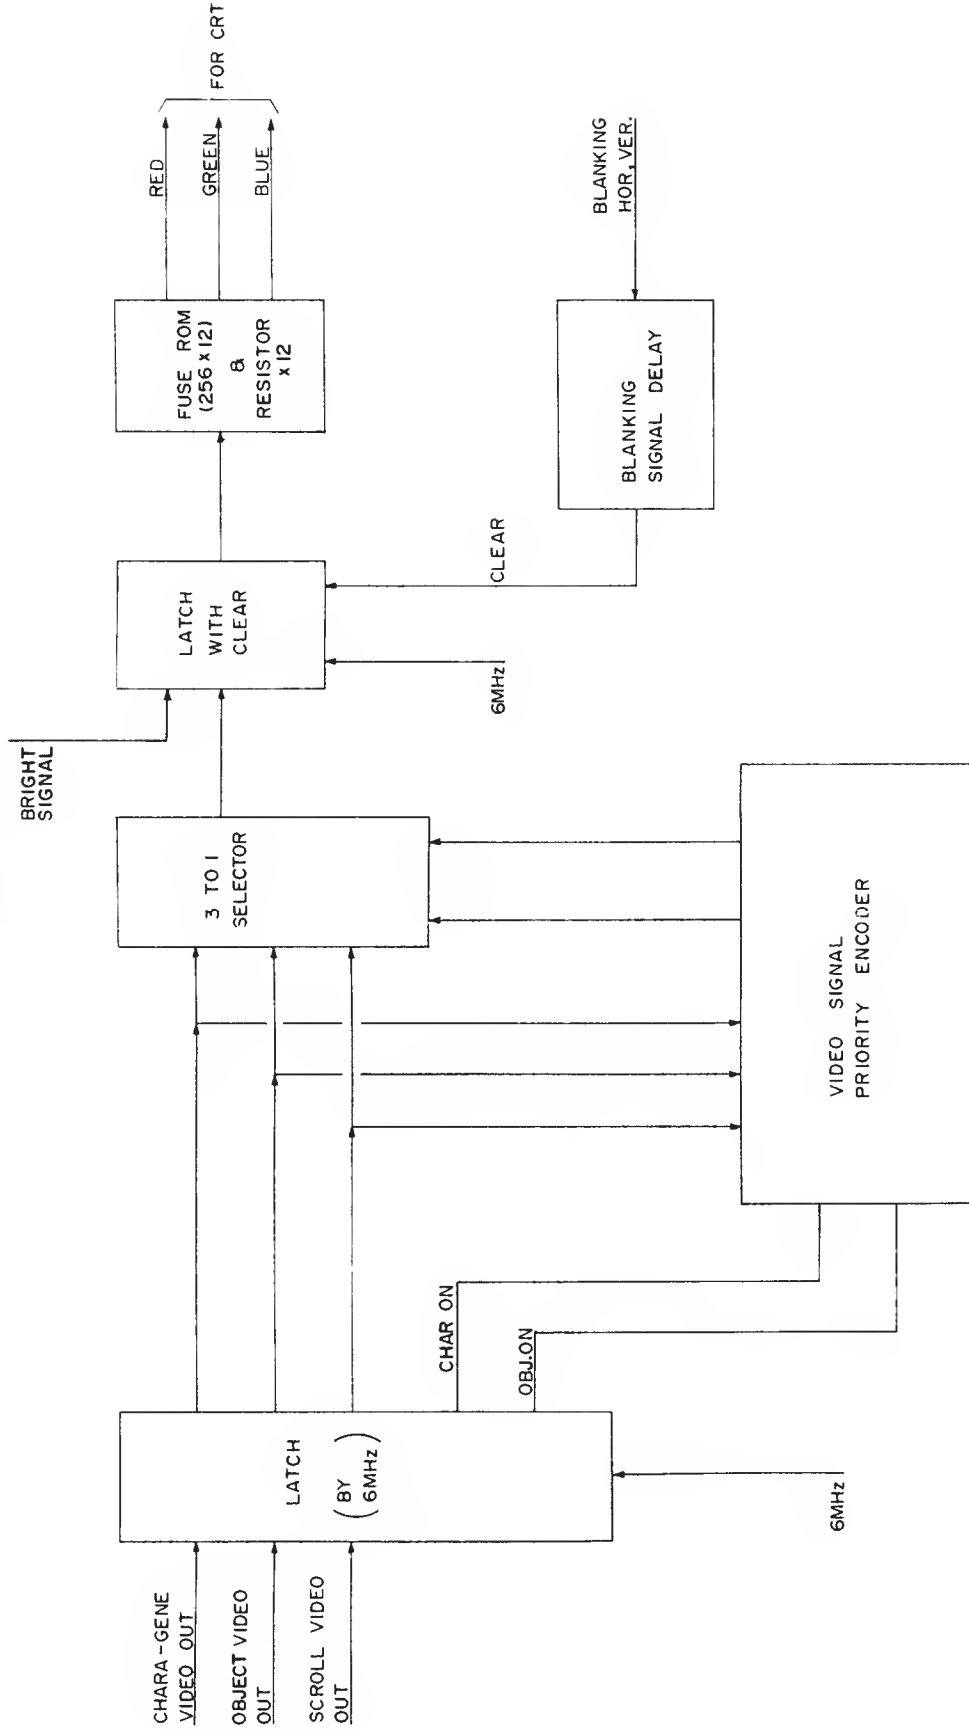 CHARA-GENE
VIDEO OUT
OBJECT VIDEO
OUT
SCROLL VIDEO
OUT
LATCH
(BY
6MHz)
6MHz
CHAR ON
OBJ.ON
3 TO 1
SELECTOR
VIDEO SIGNAL
PRIORITY ENCODER
BRIGHT
SIGNAL
LATCH
WITH
CLEAR
6MHz
CLEAR
FUSE ROM
(256 x 12)
&
RESISTOR
x 12
BLANKING
SIGNAL DELAY
BLANKING
HOR, VER.
RED
GREEN
BLUE
FOR CRT